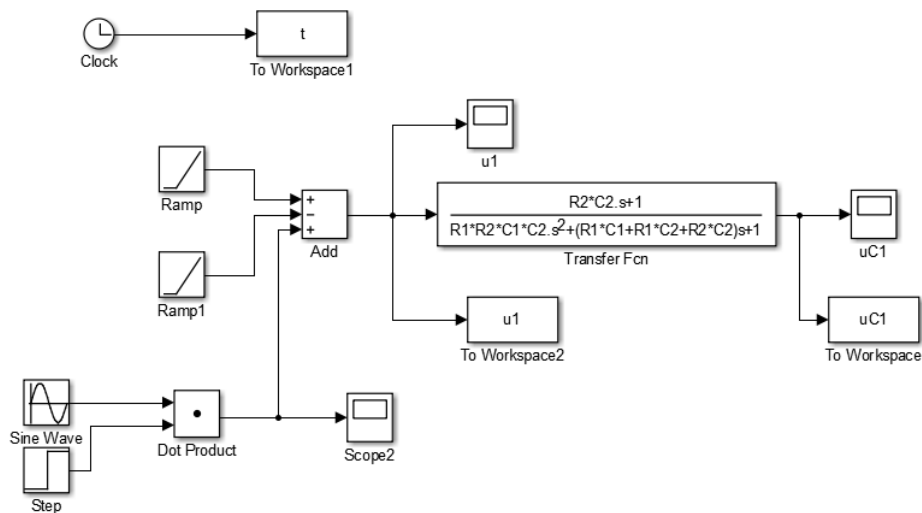 t
Clock
To Workspace1
u1
Ramp
+
−
+
Add
R2*C2.s+1
R1*R2*C1*C2.s²+(R1*C1+R1*C2+R2*C2)s+1
Transfer Fcn
uC1
Ramp1
u1
To Workspace2
uC1
To Workspace
Sine Wave
Dot Product
Scope2
Step